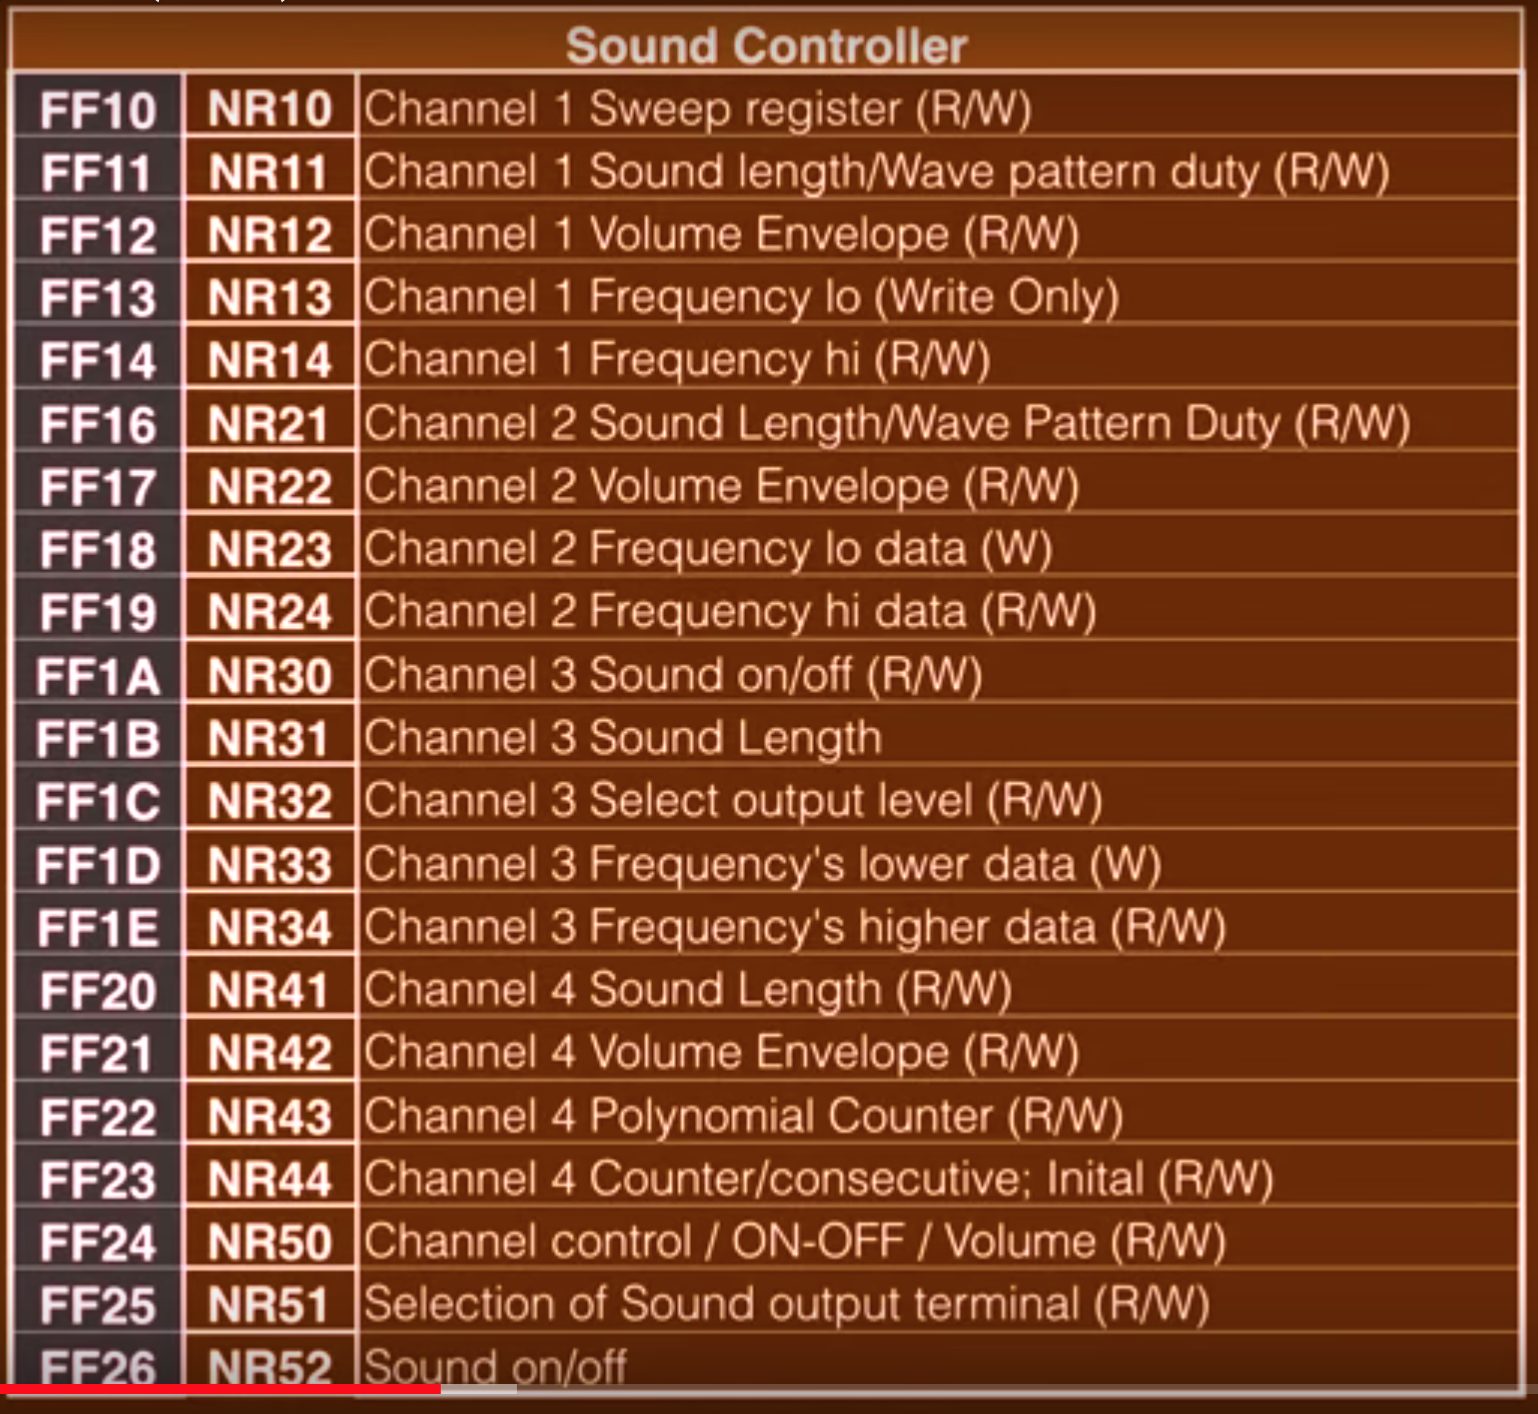 Sound Controller
FF10 NR10 Channel 1 Sweep register (R/W)
FF11 NR11 Channel 1 Sound length/Wave pattern duty (R/W)
FF12 NR12 Channel 1 Volume Envelope (R/W)
FF13 NR13 Channel 1 Frequency lo (Write Only)
FF14 NR14 Channel 1 Frequency hi (R/W)
FF16 NR21 Channel 2 Sound Length/Wave Pattern Duty (R/W)
FF17 NR22 Channel 2 Volume Envelope (R/W)
FF18 NR23 Channel 2 Frequency lo data (W)
FF19 NR24 Channel 2 Frequency hi data (R/W)
FF1A NR30 Channel 3 Sound on/off (R/W)
FF1B NR31 Channel 3 Sound Length
FF1C NR32 Channel 3 Select output level (R/W)
FF1D NR33 Channel 3 Frequency's lower data (W)
FF1E NR34 Channel 3 Frequency's higher data (R/W)
FF20 NR41 Channel 4 Sound Length (R/W)
FF21 NR42 Channel 4 Volume Envelope (R/W)
FF22 NR43 Channel 4 Polynomial Counter (R/W)
FF23 NR44 Channel 4 Counter/consecutive; Inital (R/W)
FF24 NR50 Channel control / ON-OFF / Volume (R/W)
FF25 NR51 Selection of Sound output terminal (R/W)
FF26 NR52 Sound on/off